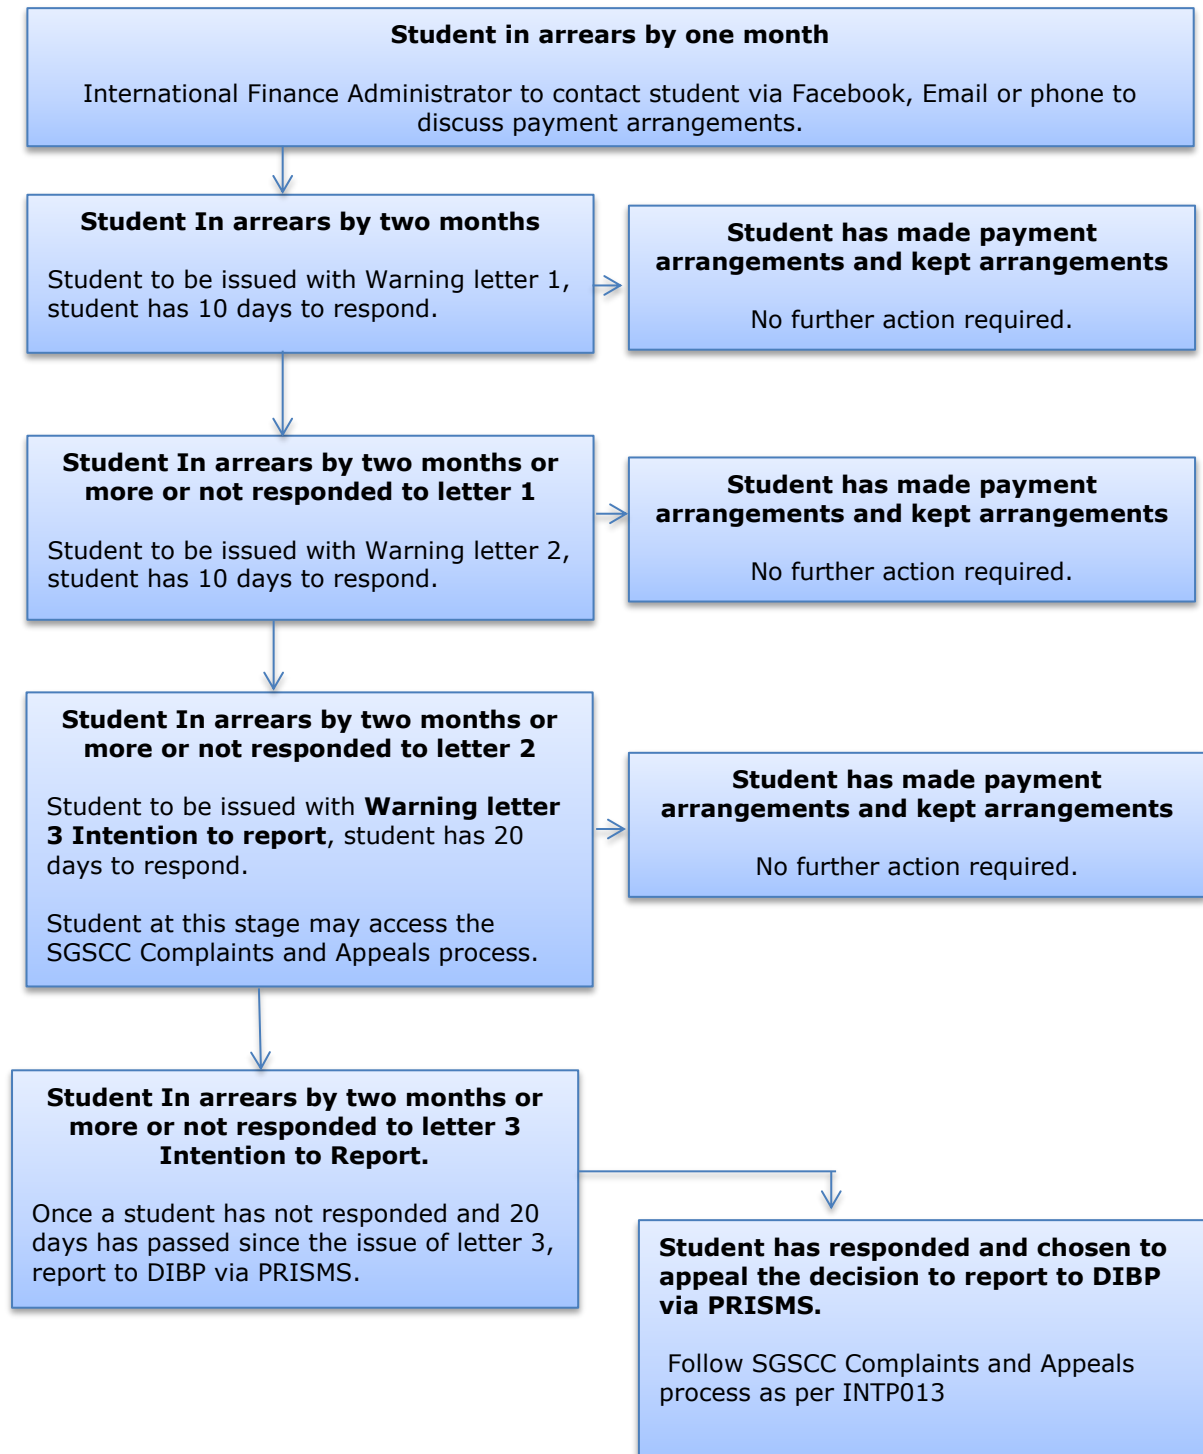 Student in arrears by one month
International Finance Administrator to contact student via Facebook, Email or phone to
discuss payment arrangements.
Student In arrears by two months
Student to be issued with Warning letter 1,
student has 10 days to respond.
Student has made payment
arrangements and kept arrangements
No further action required.
Student In arrears by two months or
more or not responded to letter 1
Student to be issued with Warning letter 2,
student has 10 days to respond.
Student has made payment
arrangements and kept arrangements
No further action required.
Student In arrears by two months or
more or not responded to letter 2
Student to be issued with Warning letter
3 Intention to report, student has 20
days to respond.
Student at this stage may access the
SGSCC Complaints and Appeals process.
Student has made payment
arrangements and kept arrangements
No further action required.
Student In arrears by two months or
more or not responded to letter 3
Intention to Report.
Once a student has not responded and 20
days has passed since the issue of letter 3,
report to DIBP via PRISMS.
Student has responded and chosen to
appeal the decision to report to DIBP
via PRISMS.
Follow SGSCC Complaints and Appeals
process as per INTP013